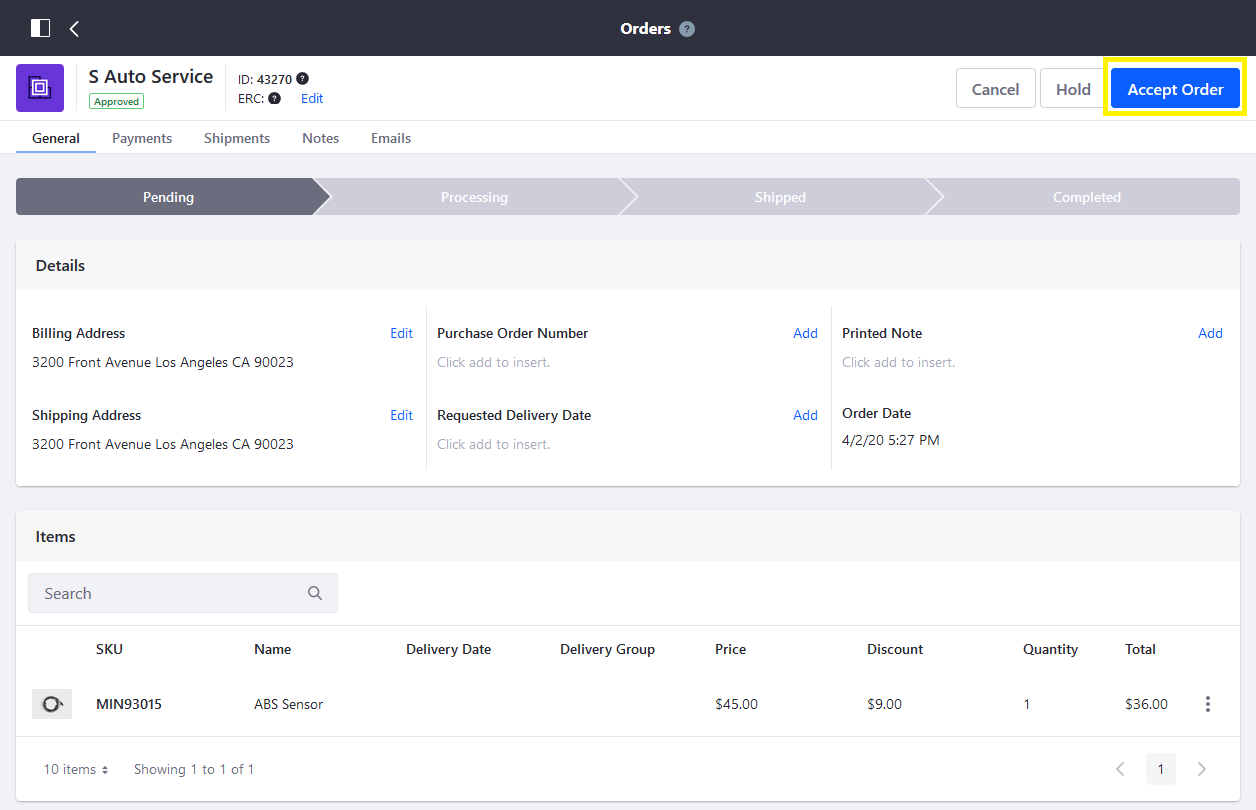 Orders ?
S Auto Service
Approved
ID: 43270 ?
ERC: ? Edit
Cancel
Hold
Accept Order
General Payments Shipments Notes Emails
Pending Processing Shipped Completed
Details
Billing Address Edit
3200 Front Avenue Los Angeles CA 90023
Shipping Address Edit
3200 Front Avenue Los Angeles CA 90023
Purchase Order Number Add
Click add to insert.
Requested Delivery Date Add
Click add to insert.
Printed Note Add
Click add to insert.
Order Date
4/2/20 5:27 PM
Items
Search
SKU Name Delivery Date Delivery Group Price Discount Quantity Total
MIN93015 ABS Sensor $45.00 $9.00 1 $36.00
10 items Showing 1 to 1 of 1 1